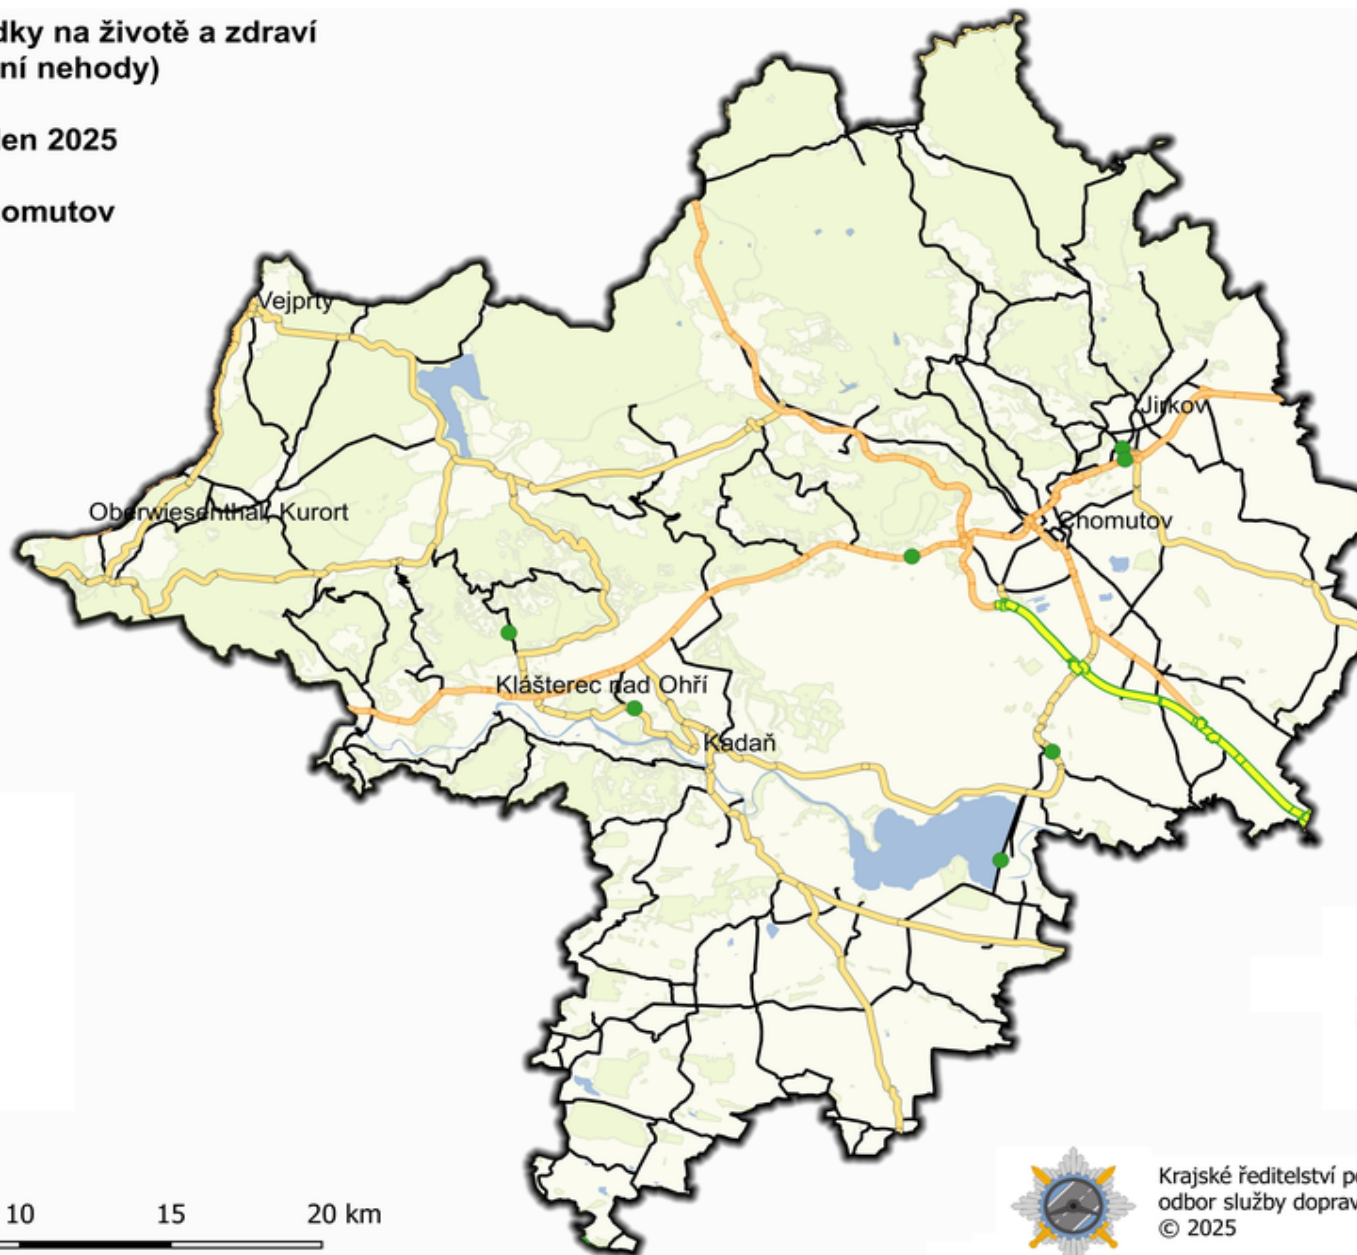 dky na životě a zdraví
ní nehody)
en 2025
omutov
Vejprty
Jirkov
Oberwiesenthal, Kurort
Chomutov
Klášterec nad Ohří
Kadaň
10 15 20 km
Krajské ředitelství po
odbor služby doprav
© 2025